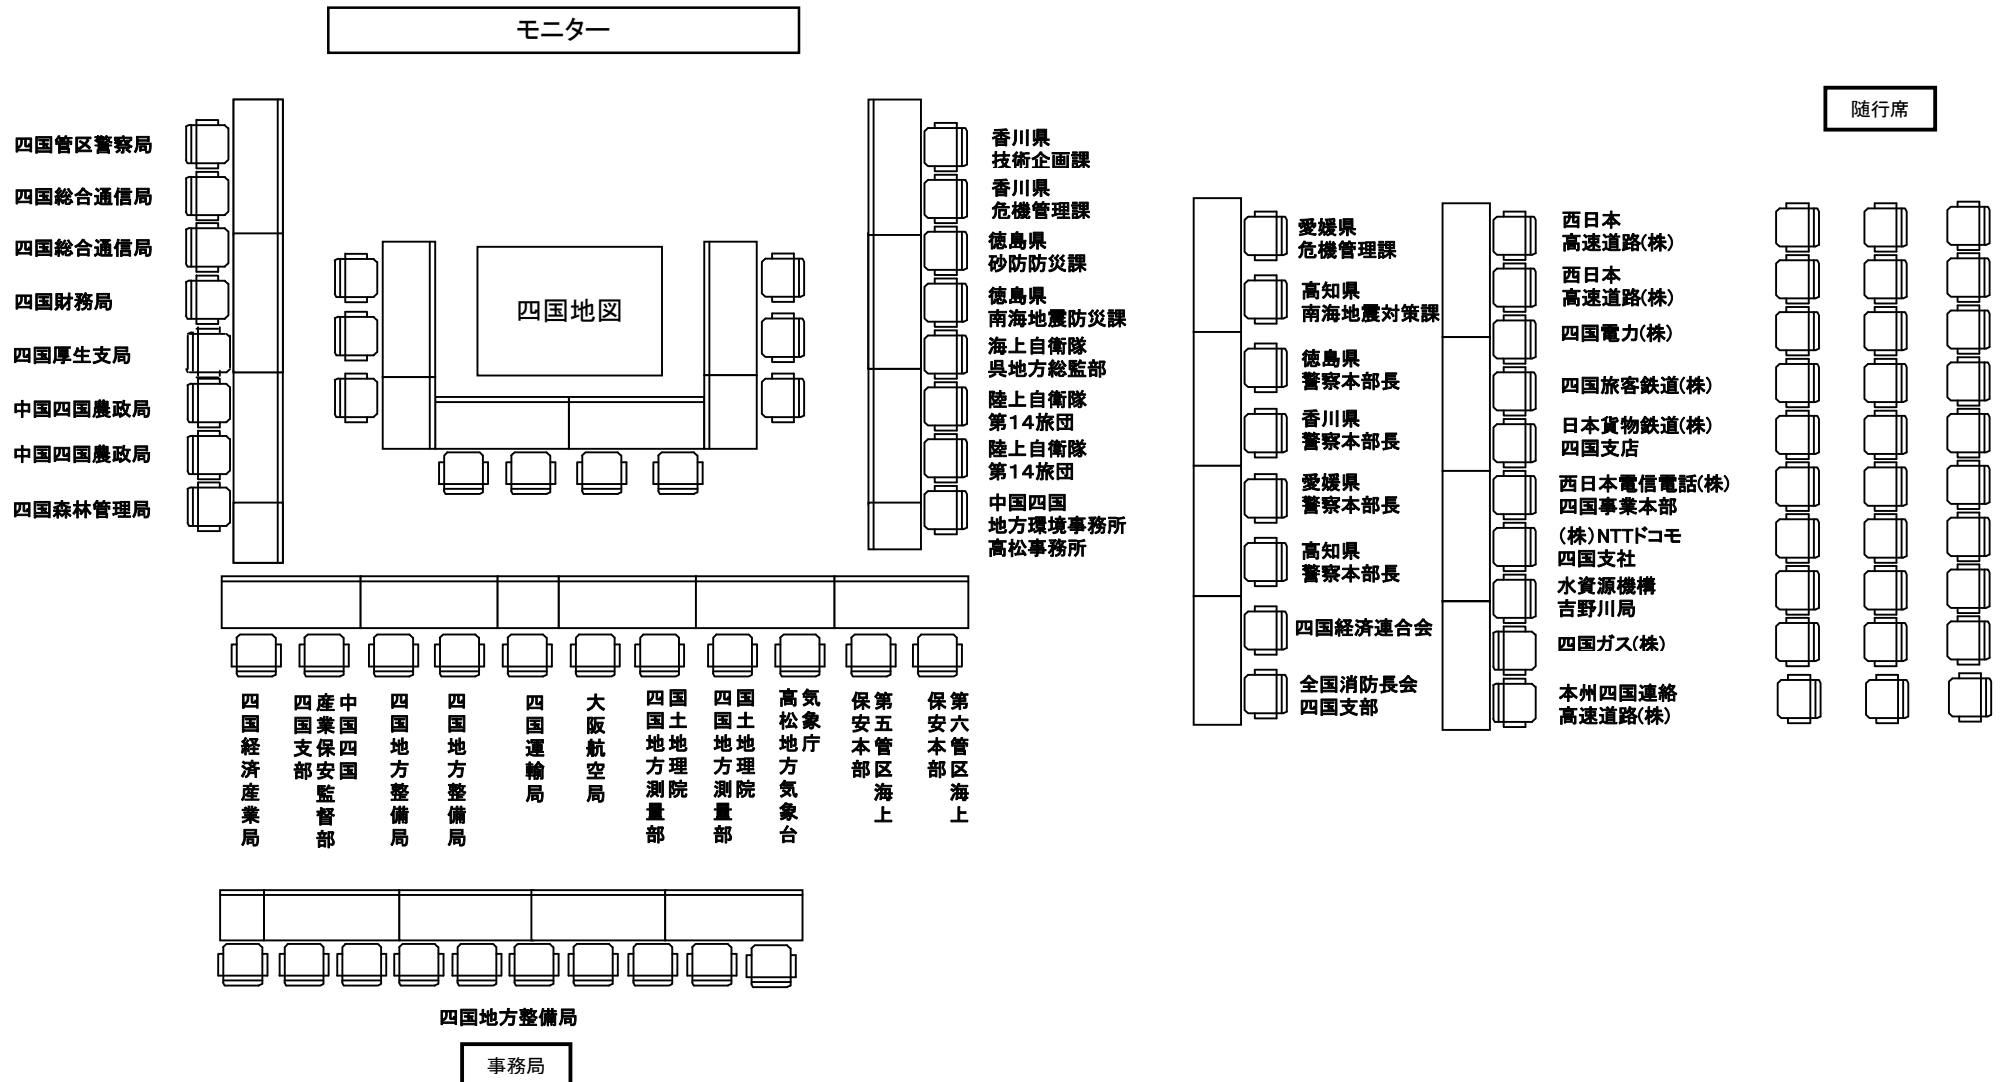 モニター
随行席
四国管区警察局
四国総合通信局
四国総合通信局
四国財務局
四国厚生支局
中国四国農政局
中国四国農政局
四国森林管理局
四国地図
香川県
技術企画課
香川県
危機管理課
徳島県
砂防防災課
徳島県
南海地震防災課
海上自衛隊
呉地方総監部
陸上自衛隊
第14旅団
陸上自衛隊
第14旅団
中国四国
地方環境事務所
高松事務所
愛媛県
危機管理課
高知県
南海地震対策課
徳島県
警察本部長
香川県
警察本部長
愛媛県
警察本部長
高知県
警察本部長
四国経済連合会
全国消防長会
四国支部
西日本
高速道路(株)
西日本
高速道路(株)
四国電力(株)
四国旅客鉄道(株)
日本貨物鉄道(株)
四国支店
西日本電信電話(株)
四国事業本部
(株)NTTドコモ
四国支社
水資源機構
吉野川局
四国ガス(株)
本州四国連絡
高速道路(株)
四国経済産業局
中国四国
産業保安監督部
四国支部
四国地方整備局
四国地方整備局
四国運輸局
大阪航空局
国土地理院
四国地方測量部
国土地理院
四国地方測量部
気象庁
高松地方気象台
第五管区海上
保安本部
第六管区海上
保安本部
四国地方整備局
事務局